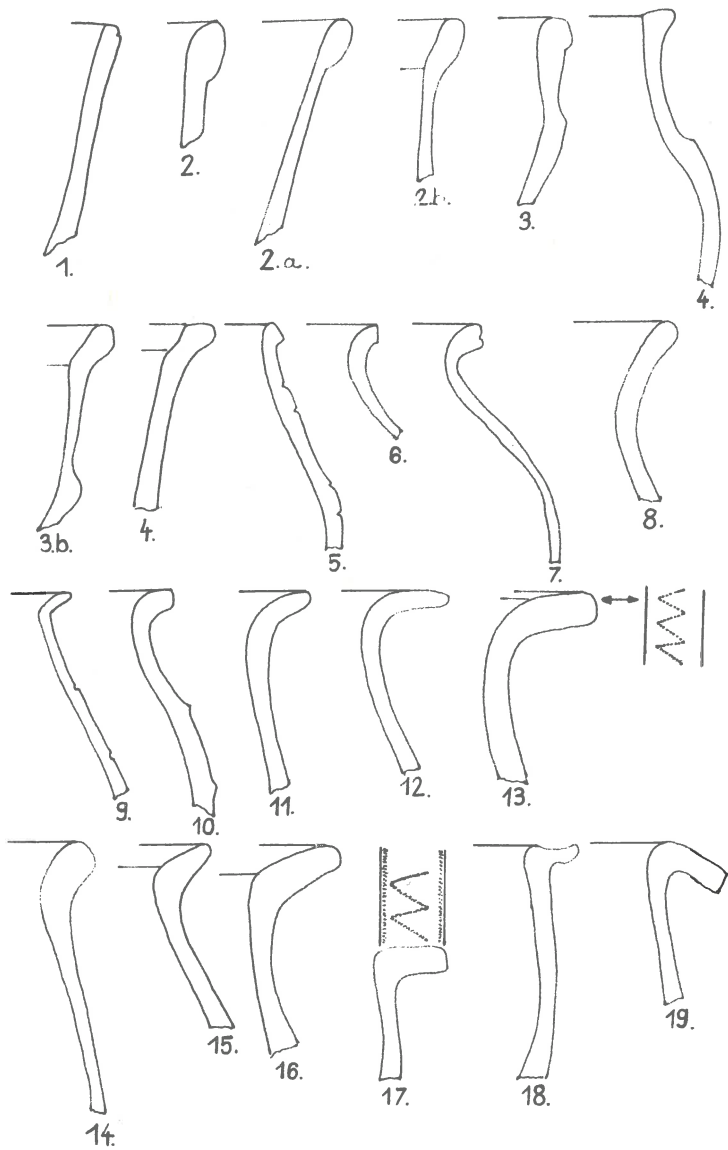 1. 2. 2.a. 2.b. 3. 4.
3.b. 4. 5. 6. 7. 8.
9. 10. 11. 12. 13.
14. 15. 16. 17. 18. 19.